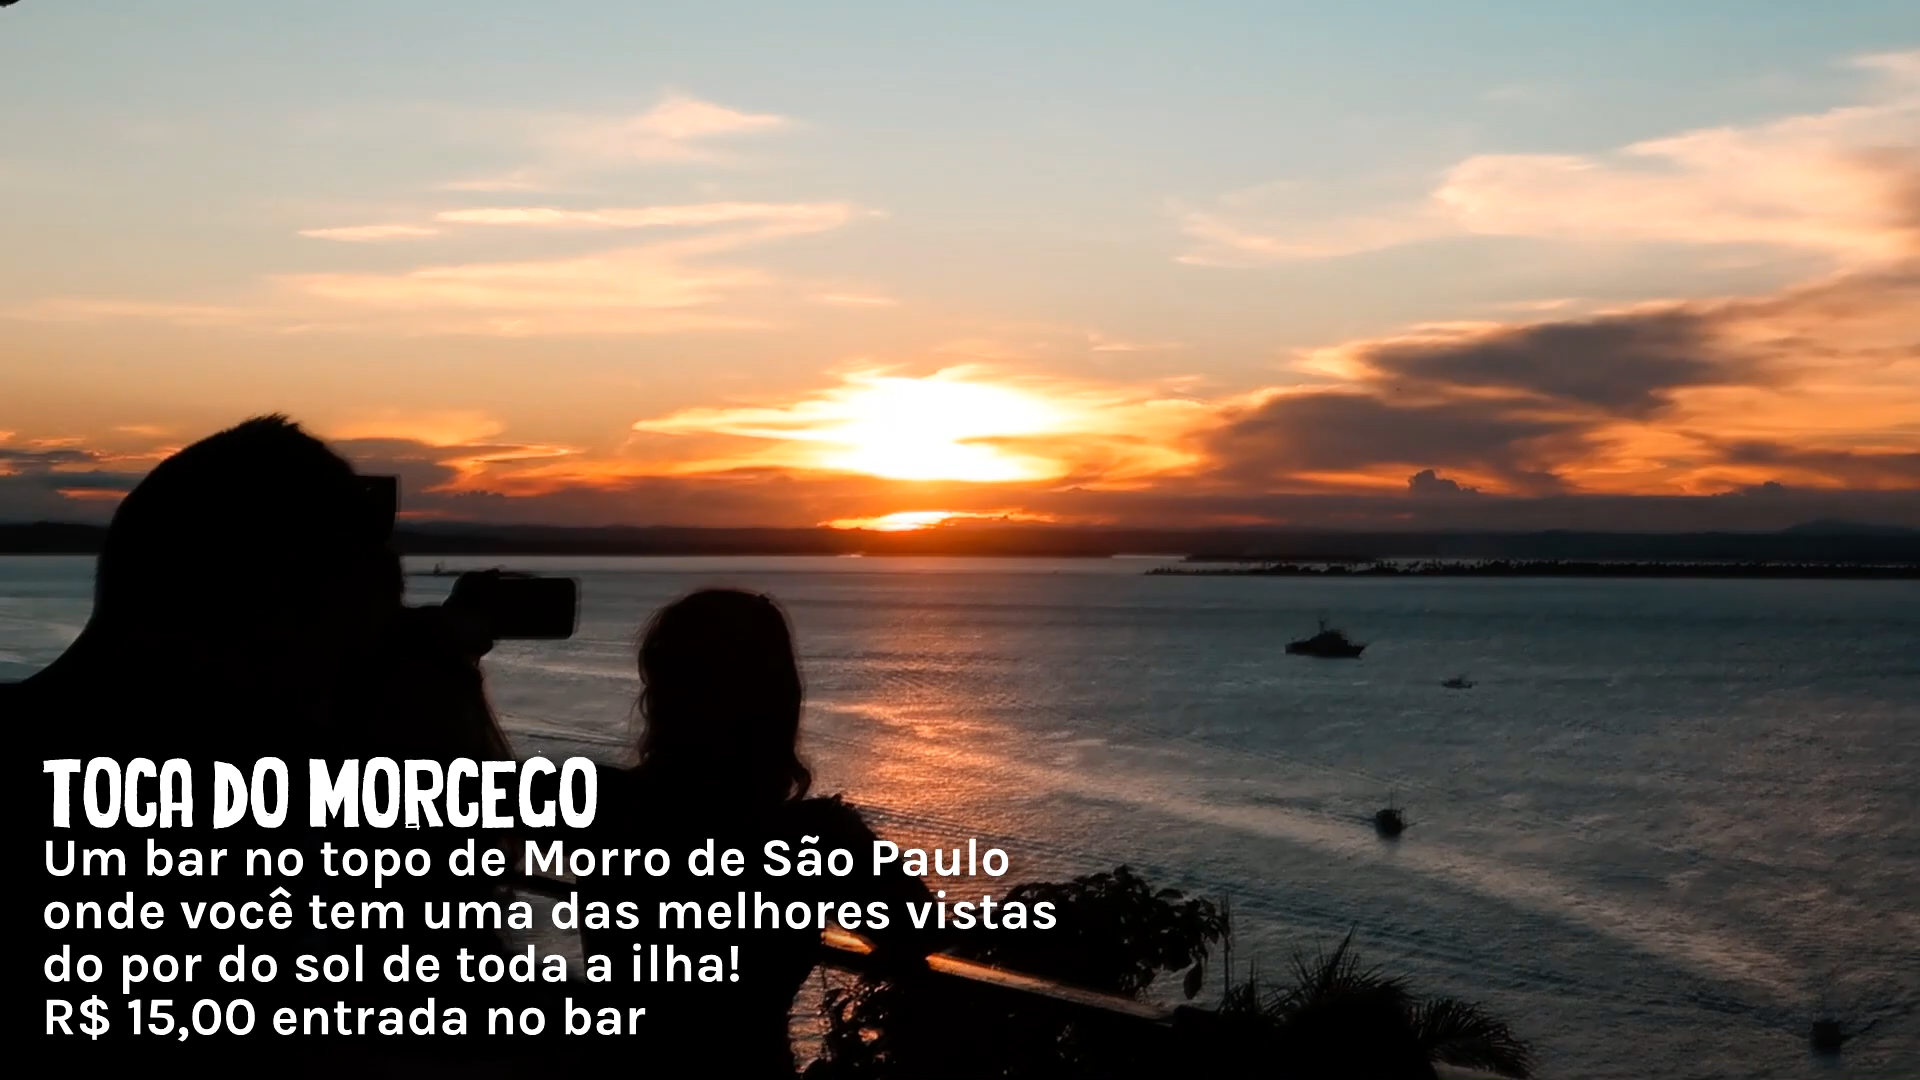 TOCA DO MORCEGO
Um bar no topo de Morro de São Paulo
onde você tem uma das melhores vistas
do por do sol de toda a ilha!
R$ 15,00 entrada no bar